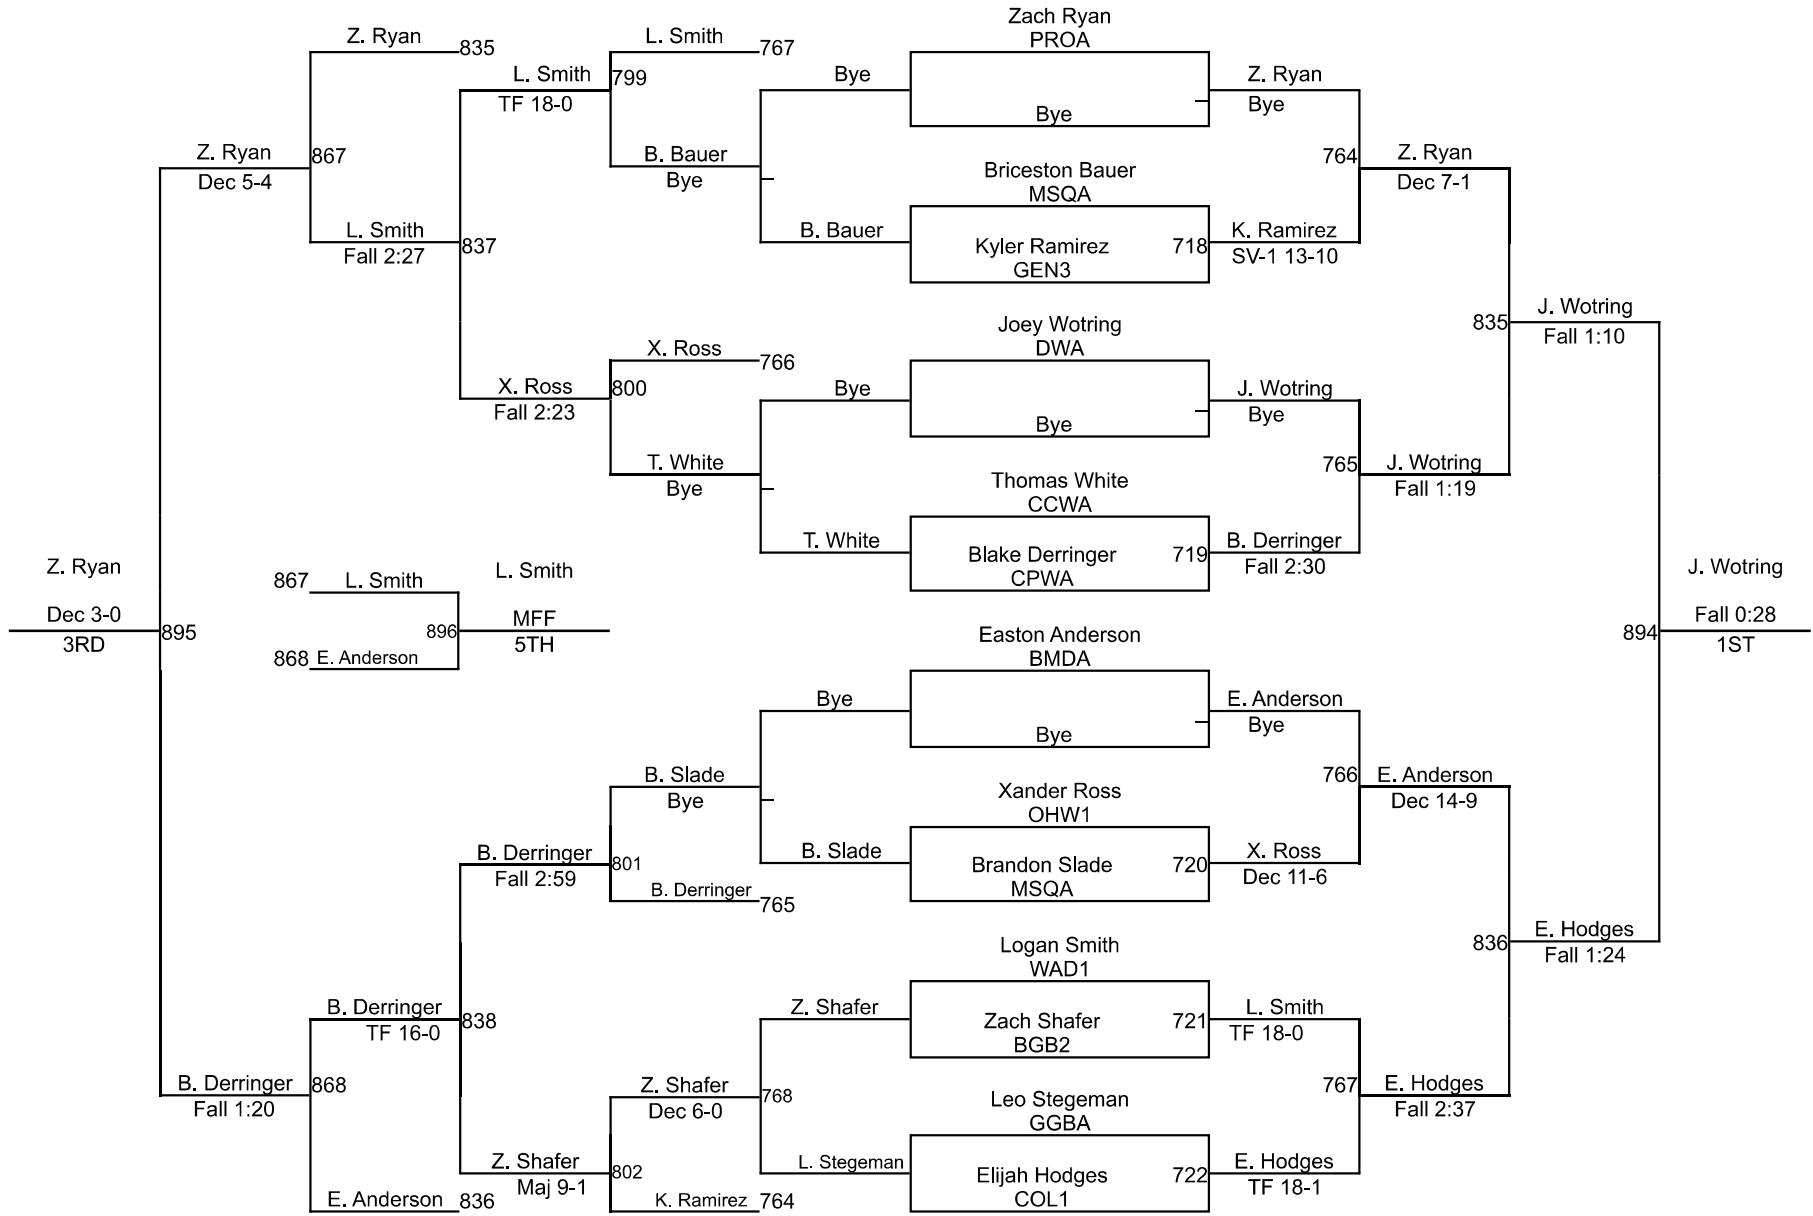 Zach Ryan
PROA
Z. Ryan
835
L. Smith
767
L. Smith
799
TF 18-0
Bye
Z. Ryan
Bye
Bye
Z. Ryan
867
Dec 5-4
B. Bauer
Bye
Briceston Bauer
MSQA
764
Z. Ryan
Dec 7-1
L. Smith
837
Fall 2:27
B. Bauer
Kyler Ramirez
718
GEN3
K. Ramirez
SV-1 13-10
Joey Wotring
DWA
835
J. Wotring
Fall 1:10
X. Ross
766
X. Ross
800
Fall 2:23
Bye
Bye
J. Wotring
Bye
T. White
Bye
Thomas White
CCWA
765
J. Wotring
Fall 1:19
T. White
Blake Derringer
719
CPWA
B. Derringer
Fall 2:30
Z. Ryan
Dec 3-0
895
3RD
867
L. Smith
868
E. Anderson
896
L. Smith
MFF
5TH
J. Wotring
894
Fall 0:28
1ST
Easton Anderson
BMDA
Bye
Bye
E. Anderson
Bye
B. Slade
Bye
Xander Ross
OHW1
766
E. Anderson
Dec 14-9
B. Derringer
801
Fall 2:59
B. Slade
Brandon Slade
720
MSQA
X. Ross
Dec 11-6
B. Derringer
765
Logan Smith
WAD1
836
E. Hodges
Fall 1:24
B. Derringer
838
TF 16-0
Z. Shafer
Zach Shafer
721
BGB2
L. Smith
TF 18-0
B. Derringer
868
Fall 1:20
Z. Shafer
768
Dec 6-0
Leo Stegeman
GGBA
767
E. Hodges
Fall 2:37
Z. Shafer
802
Maj 9-1
L. Stegeman
Elijah Hodges
722
COL1
E. Hodges
TF 18-1
E. Anderson
836
K. Ramirez
764